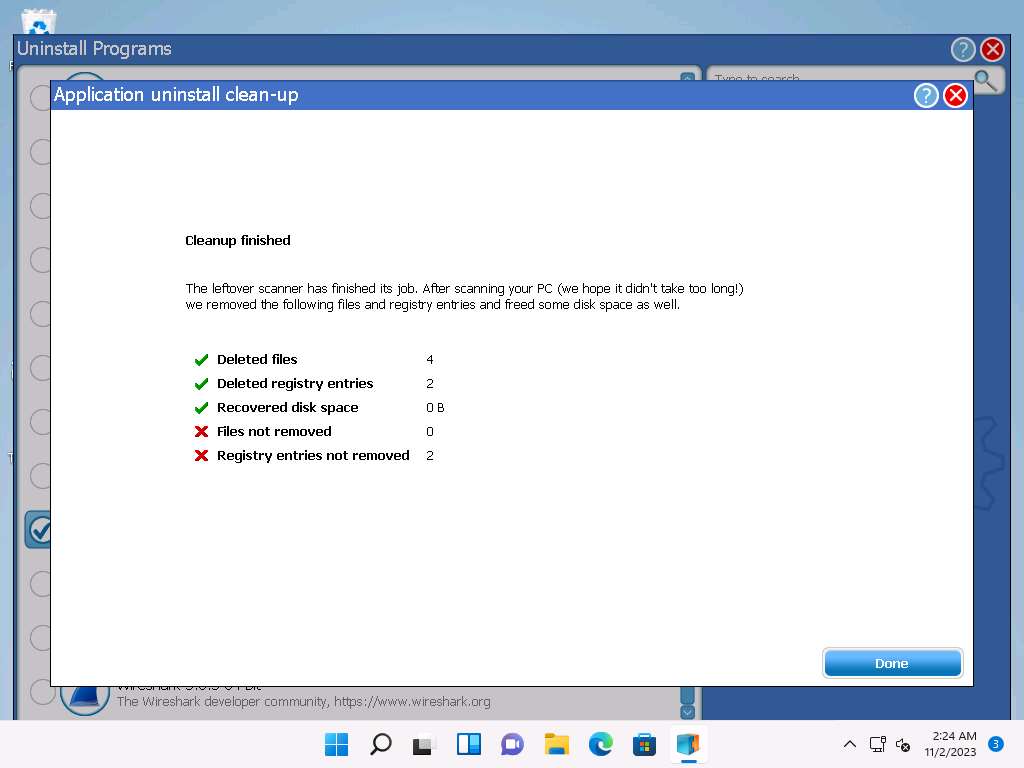 Uninstall Programs
?
Type to search
Application uninstall clean-up
?
Cleanup finished
The leftover scanner has finished its job. After scanning your PC (we hope it didn't take too long!)
we removed the following files and registry entries and freed some disk space as well.
Deleted files 4
Deleted registry entries 2
Recovered disk space 0 B
Files not removed 0
Registry entries not removed 2
Done
The Wireshark developer community, https://www.wireshark.org
2:24 AM
11/2/2023
3